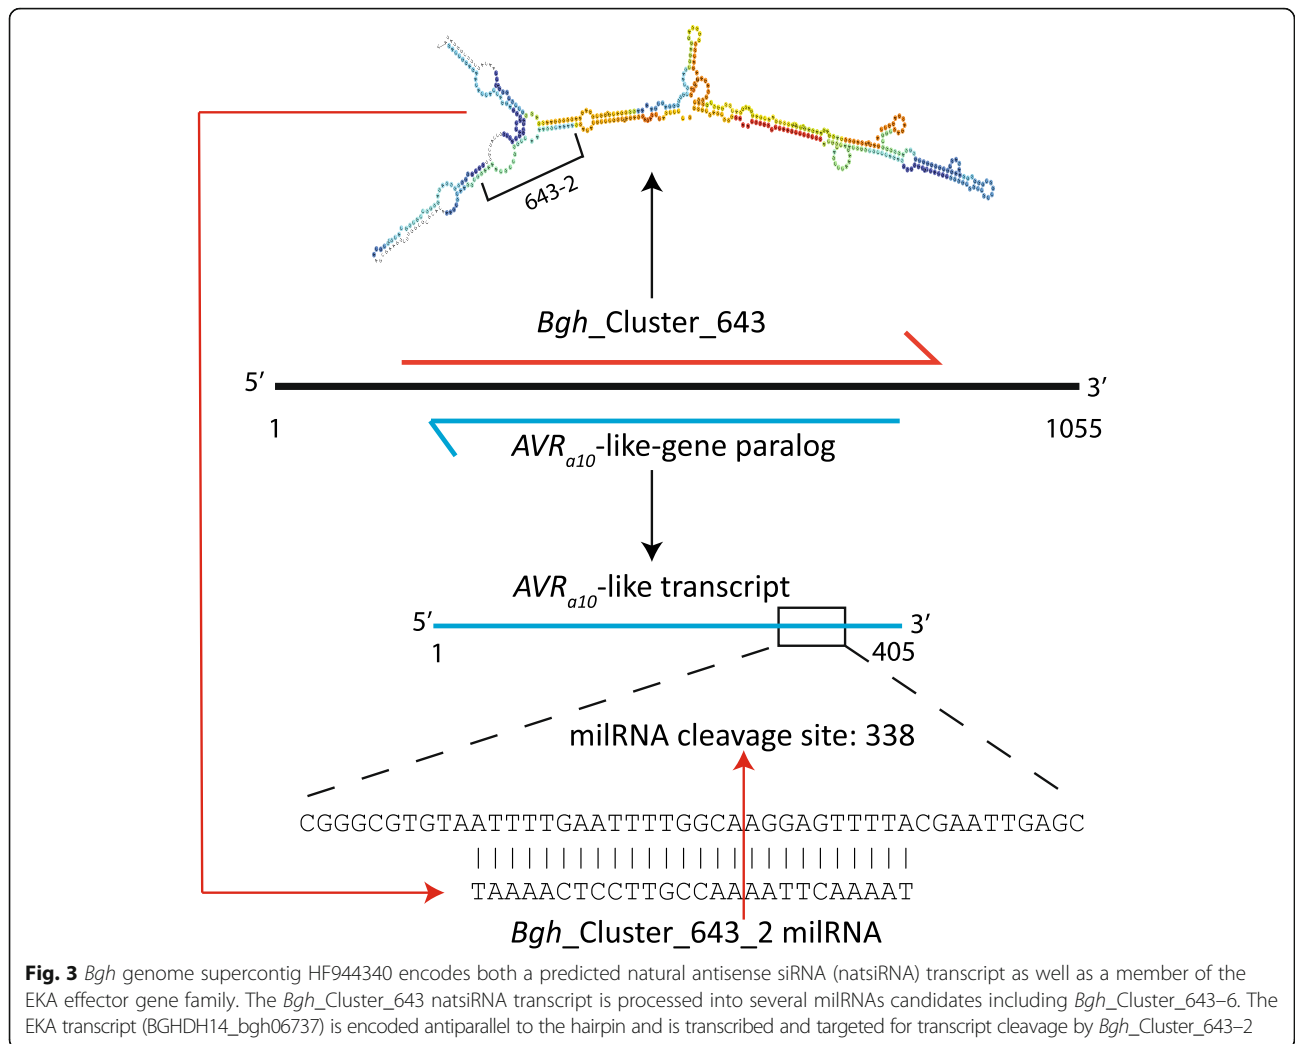 643-2
Bgh_Cluster_643
5′ 3′
1 1055
AVRa10-like-gene paralog
AVRa10-like transcript
5′ 3′
1 405
milRNA cleavage site: 338
CGGGCGTGTAATTTTGAATTTTGGCAAGGAGTTTTACGAATTGAGC
TAAAACTCCTTGCCAAAATTCAAAAT
Bgh_Cluster_643_2 milRNA
Fig. 3 Bgh genome supercontig HF944340 encodes both a predicted natural antisense siRNA (natsiRNA) transcript as well as a member of the
EKA effector gene family. The Bgh_Cluster_643 natsiRNA transcript is processed into several milRNAs candidates including Bgh_Cluster_643–6. The
EKA transcript (BGHDH14_bgh06737) is encoded antiparallel to the hairpin and is transcribed and targeted for transcript cleavage by Bgh_Cluster_643–2